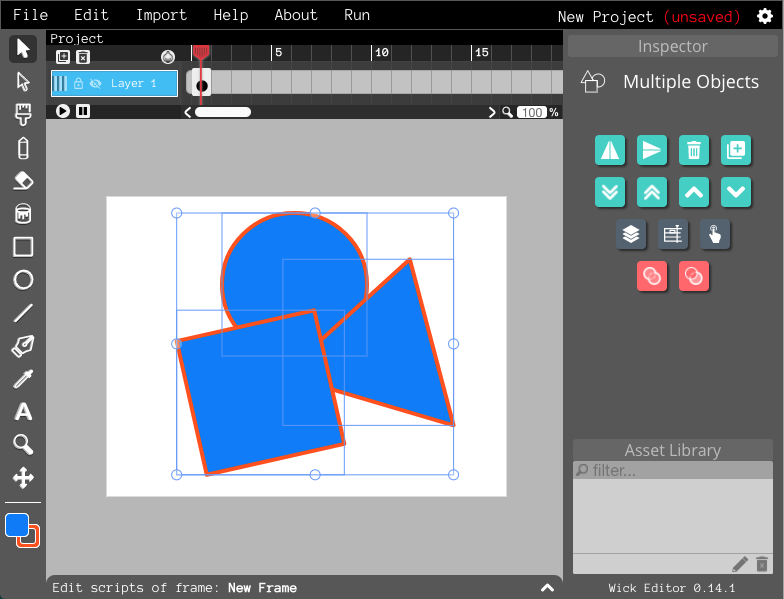 File Edit Import Help About Run
New Project (unsaved)
Project
Inspector
5 10 15
Layer 1
Multiple Objects
100 %
A
Asset Library
filter...
Edit scripts of frame: New Frame
Wick Editor 0.14.1